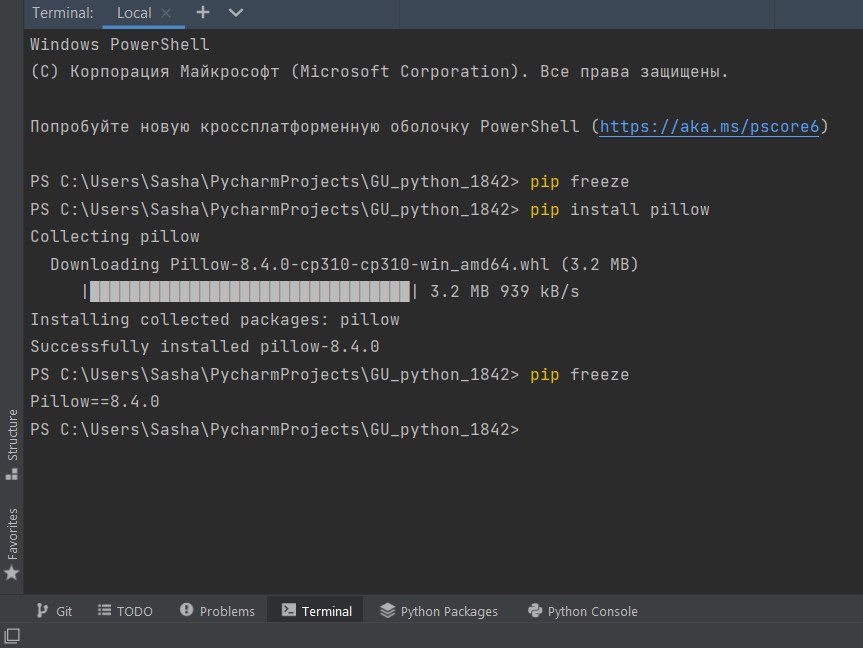 Terminal: Local
Windows PowerShell
(C) Корпорация Майкрософт (Microsoft Corporation). Все права защищены.
Попробуйте новую кроссплатформенную оболочку PowerShell (https://aka.ms/pscore6)
PS C:\Users\Sasha\PycharmProjects\GU_python_1842> pip freeze
PS C:\Users\Sasha\PycharmProjects\GU_python_1842> pip install pillow
Collecting pillow
  Downloading Pillow-8.4.0-cp310-cp310-win_amd64.whl (3.2 MB)
     |████████████████████████████████| 3.2 MB 939 kB/s
Installing collected packages: pillow
Successfully installed pillow-8.4.0
PS C:\Users\Sasha\PycharmProjects\GU_python_1842> pip freeze
Pillow==8.4.0
PS C:\Users\Sasha\PycharmProjects\GU_python_1842>
Structure
Favorites
Git TODO Problems Terminal Python Packages Python Console